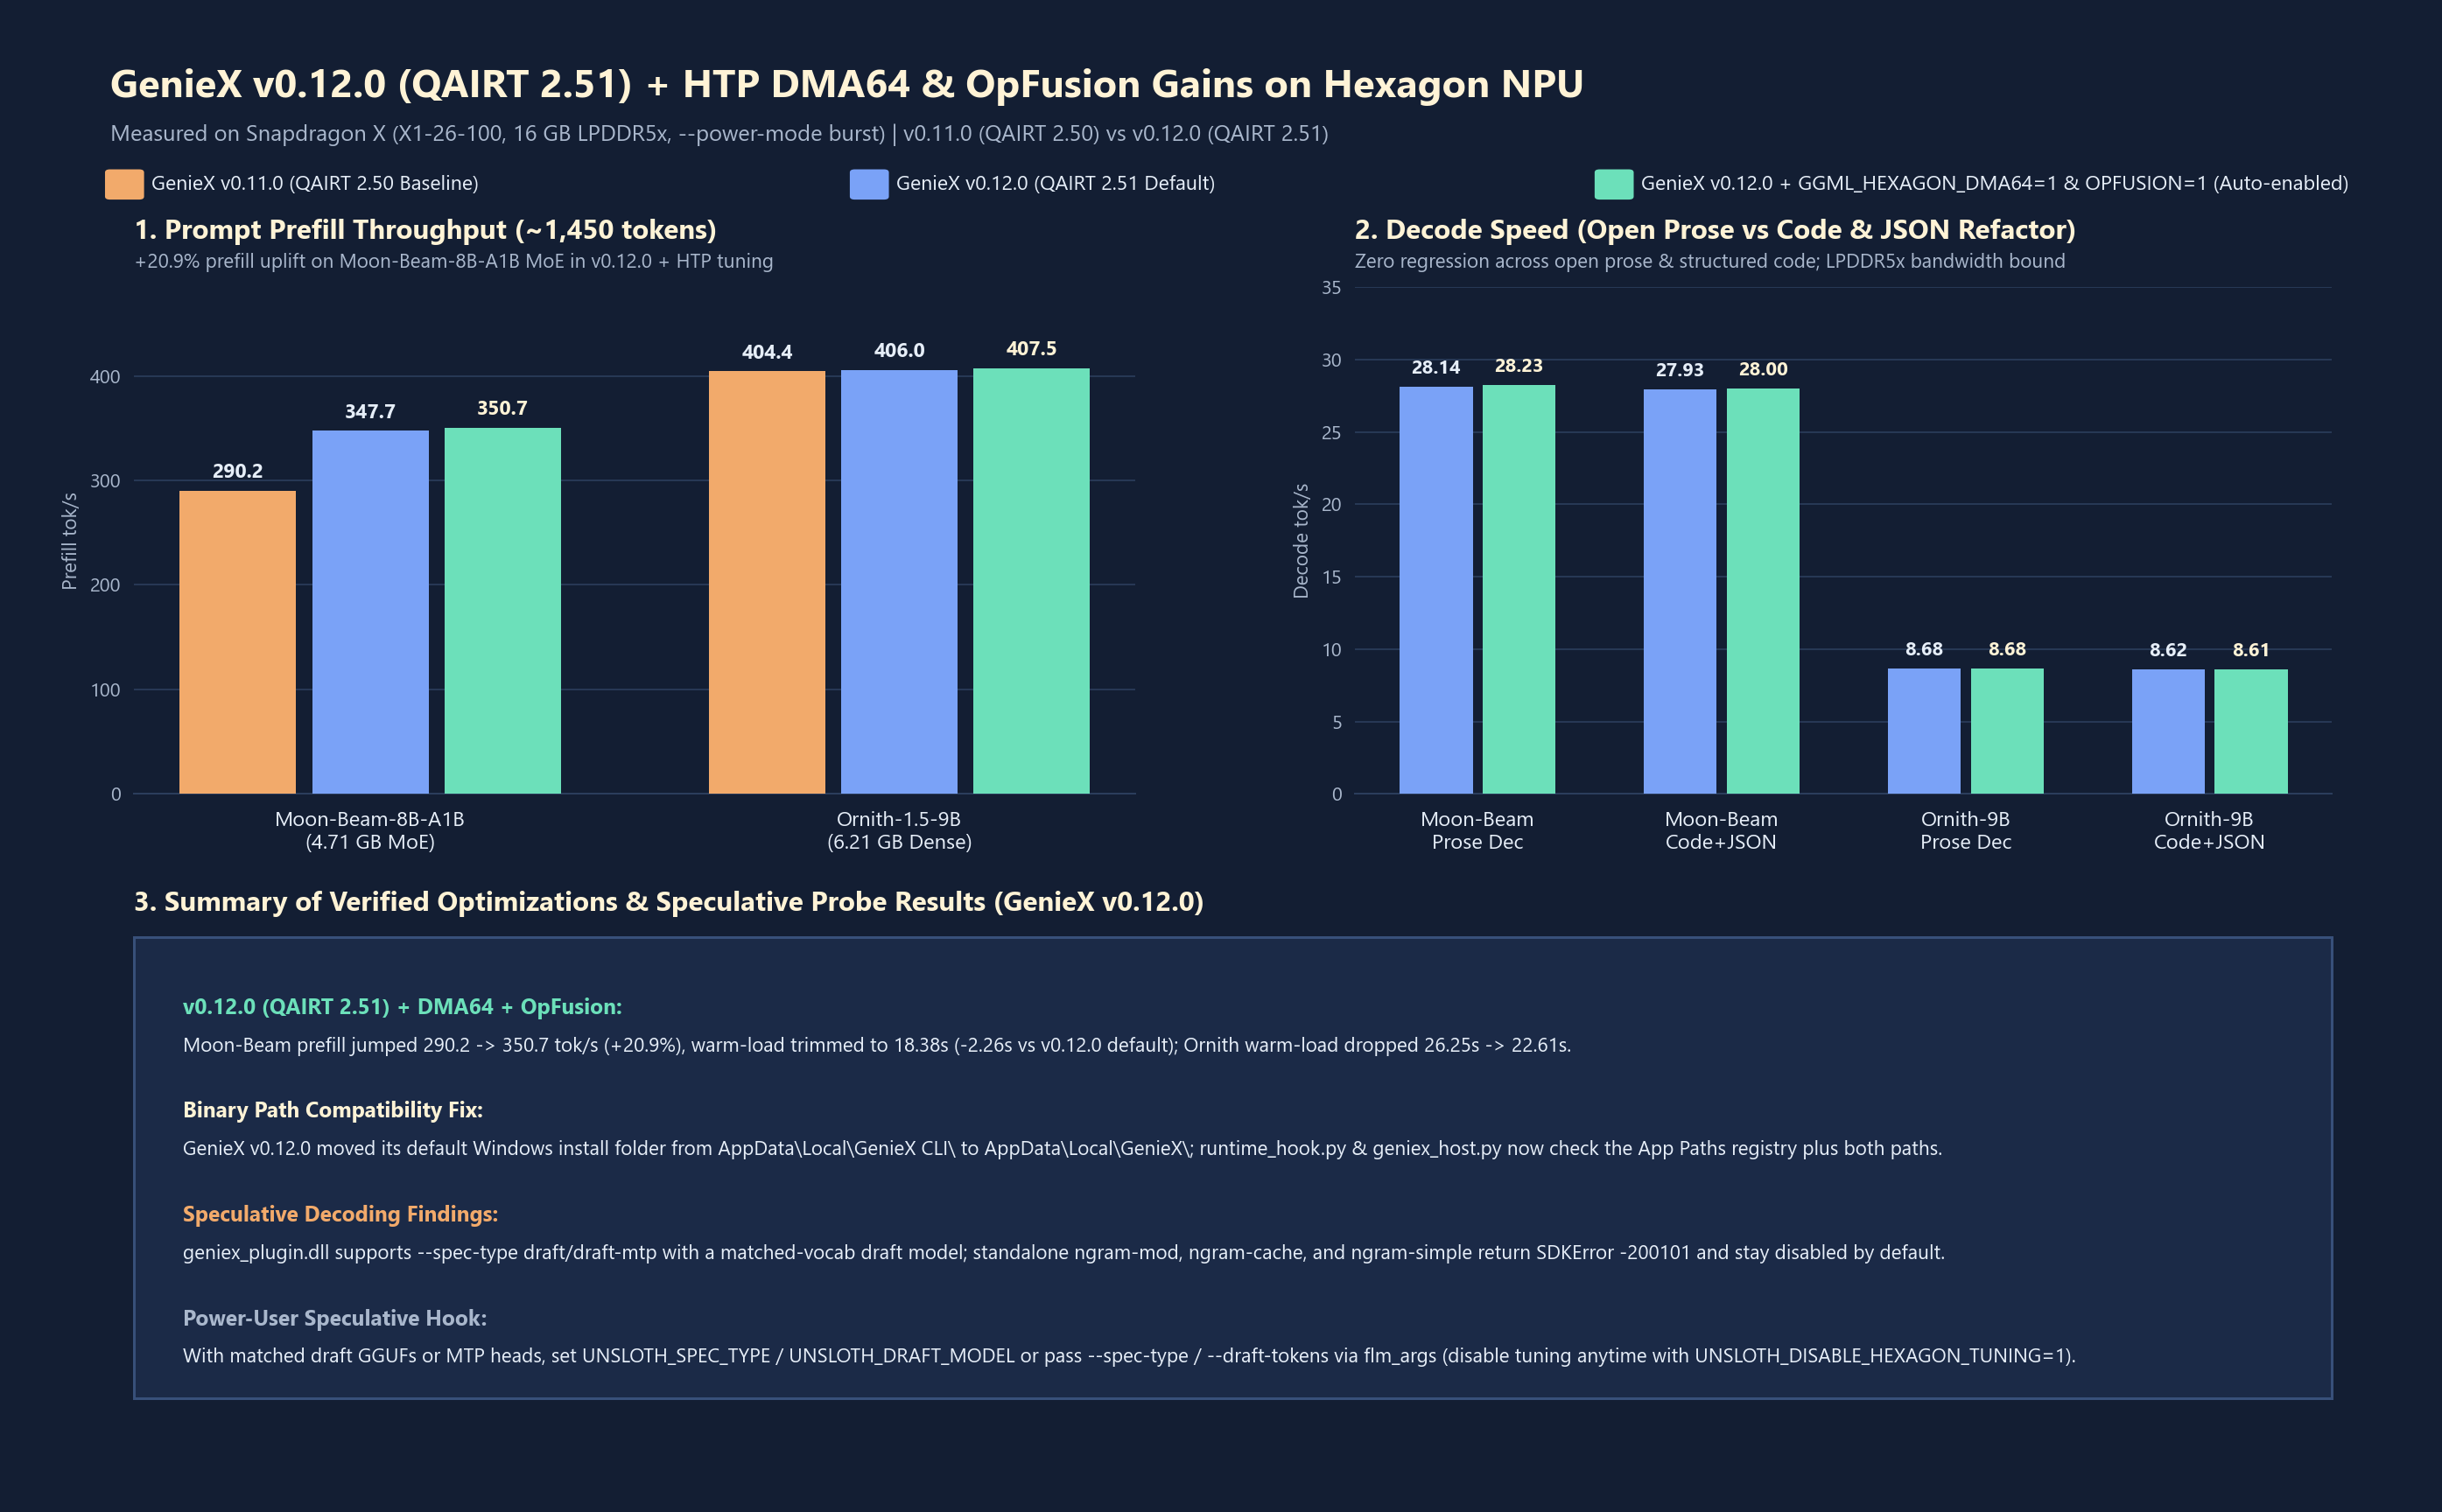 GenieX v0.12.0 (QAIRT 2.51) + HTP DMA64 & OpFusion Gains on Hexagon NPU
Measured on Snapdragon X (X1-26-100, 16 GB LPDDR5x, --power-mode burst) | v0.11.0 (QAIRT 2.50) vs v0.12.0 (QAIRT 2.51)
GenieX v0.11.0 (QAIRT 2.50 Baseline)
GenieX v0.12.0 (QAIRT 2.51 Default)
GenieX v0.12.0 + GGML_HEXAGON_DMA64=1 & OPFUSION=1 (Auto-enabled)
1. Prompt Prefill Throughput (~1,450 tokens)
+20.9% prefill uplift on Moon-Beam-8B-A1B MoE in v0.12.0 + HTP tuning
Prefill tok/s
400
300
200
100
0
290.2
347.7
350.7
404.4
406.0
407.5
Moon-Beam-8B-A1B
(4.71 GB MoE)
Ornith-1.5-9B
(6.21 GB Dense)
2. Decode Speed (Open Prose vs Code & JSON Refactor)
Zero regression across open prose & structured code; LPDDR5x bandwidth bound
Decode tok/s
35
30
25
20
15
10
5
0
28.14
28.23
27.93
28.00
8.68
8.68
8.62
8.61
Moon-Beam
Prose Dec
Moon-Beam
Code+JSON
Ornith-9B
Prose Dec
Ornith-9B
Code+JSON
3. Summary of Verified Optimizations & Speculative Probe Results (GenieX v0.12.0)
v0.12.0 (QAIRT 2.51) + DMA64 + OpFusion:
Moon-Beam prefill jumped 290.2 -> 350.7 tok/s (+20.9%), warm-load trimmed to 18.38s (-2.26s vs v0.12.0 default); Ornith warm-load dropped 26.25s -> 22.61s.
Binary Path Compatibility Fix:
GenieX v0.12.0 moved its default Windows install folder from AppData\Local\GenieX CLI\ to AppData\Local\GenieX\; runtime_hook.py & geniex_host.py now check the App Paths registry plus both paths.
Speculative Decoding Findings:
geniex_plugin.dll supports --spec-type draft/draft-mtp with a matched-vocab draft model; standalone ngram-mod, ngram-cache, and ngram-simple return SDKError -200101 and stay disabled by default.
Power-User Speculative Hook:
With matched draft GGUFs or MTP heads, set UNSLOTH_SPEC_TYPE / UNSLOTH_DRAFT_MODEL or pass --spec-type / --draft-tokens via flm_args (disable tuning anytime with UNSLOTH_DISABLE_HEXAGON_TUNING=1).